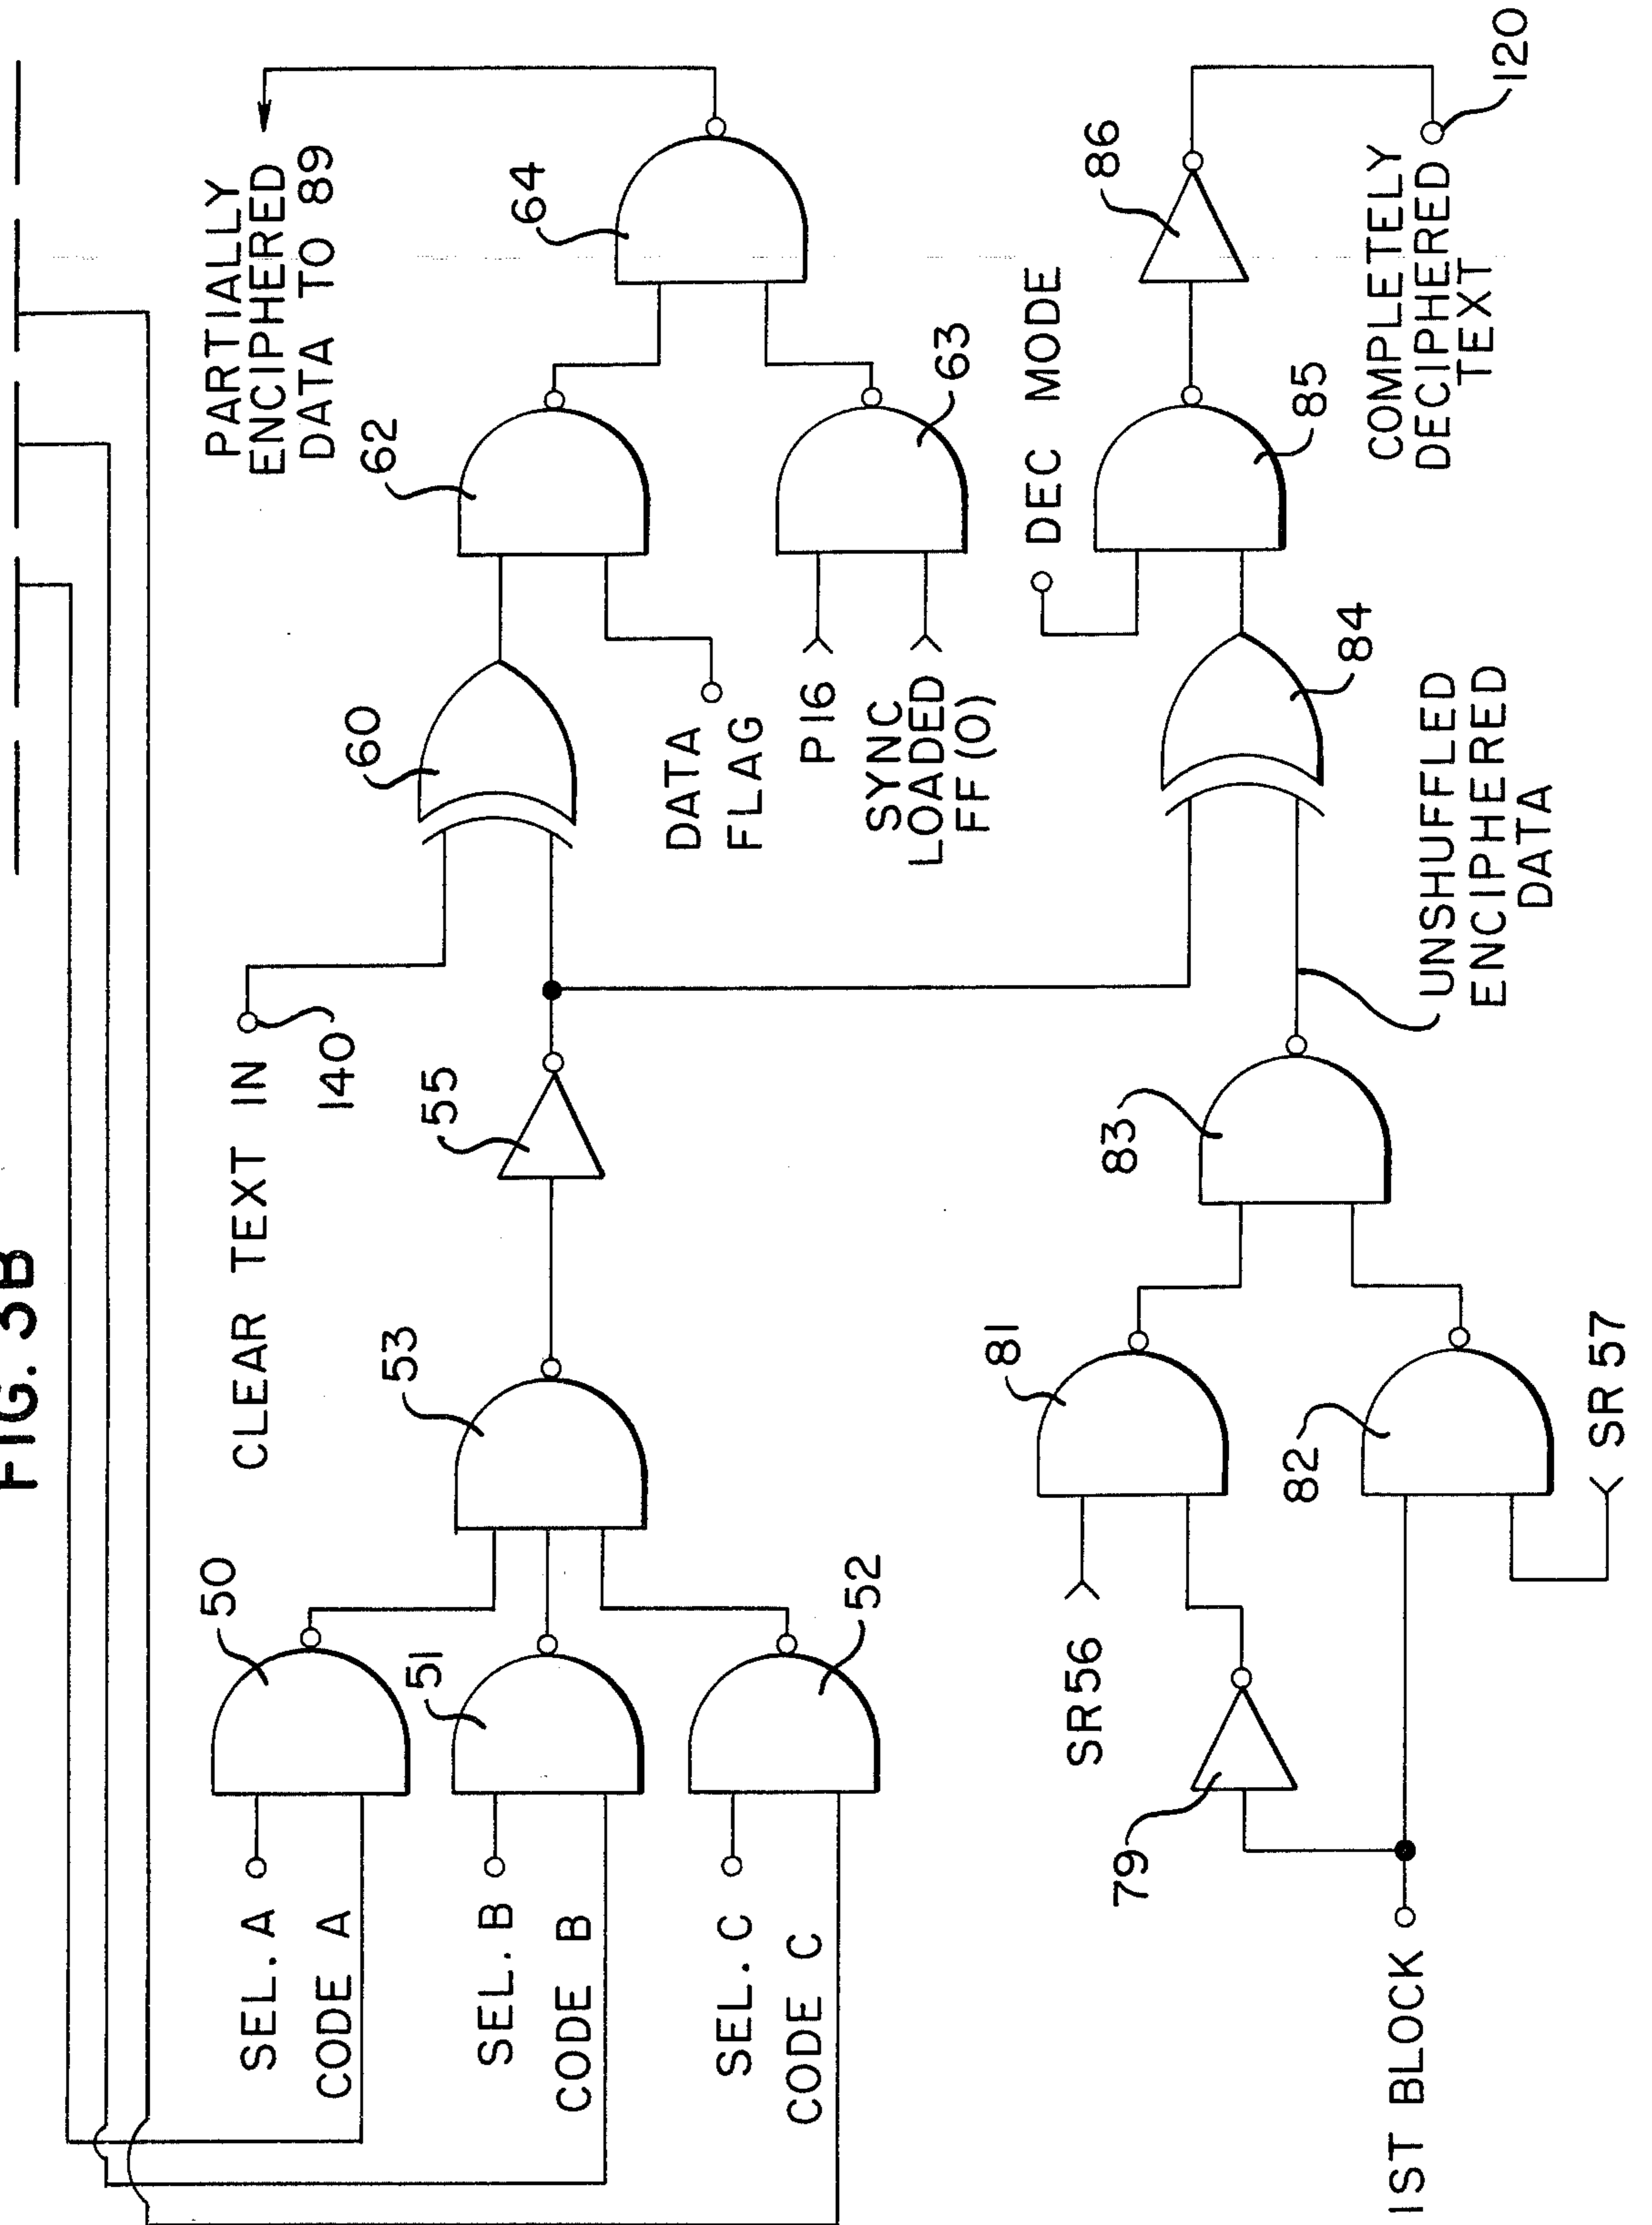 FIG. 3B
PARTIALLY
ENCIPHERED
DATA TO 89
64
62
63
60
CLEAR TEXT IN
140
55
53
50
51
52
SEL. A
CODE A
SEL. B
CODE B
SEL. C
CODE C
DATA
FLAG
P16
SYNC
LOADED
FF (0)
DEC MODE
86
85
84
COMPLETELY
DECIPHERED
TEXT
120
UNSHUFFLED
ENCIPHERED
DATA
83
81
82
SR56
SR 57
79
1ST BLOCK